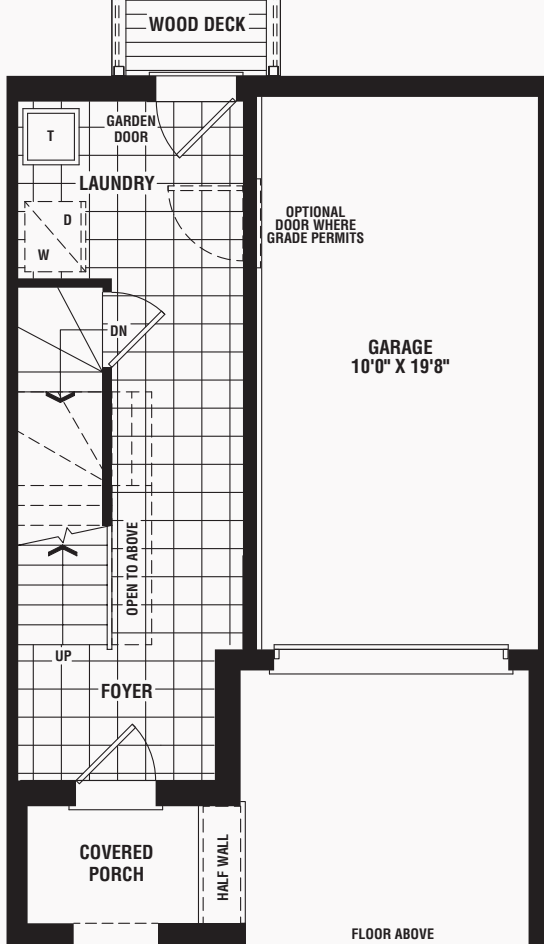 WOOD DECK
GARDEN
DOOR
T
LAUNDRY
D
W
OPTIONAL
DOOR WHERE
GRADE PERMITS
DN
GARAGE
10'0" X 19'8"
OPEN TO ABOVE
UP
FOYER
COVERED
PORCH
HALF WALL
FLOOR ABOVE